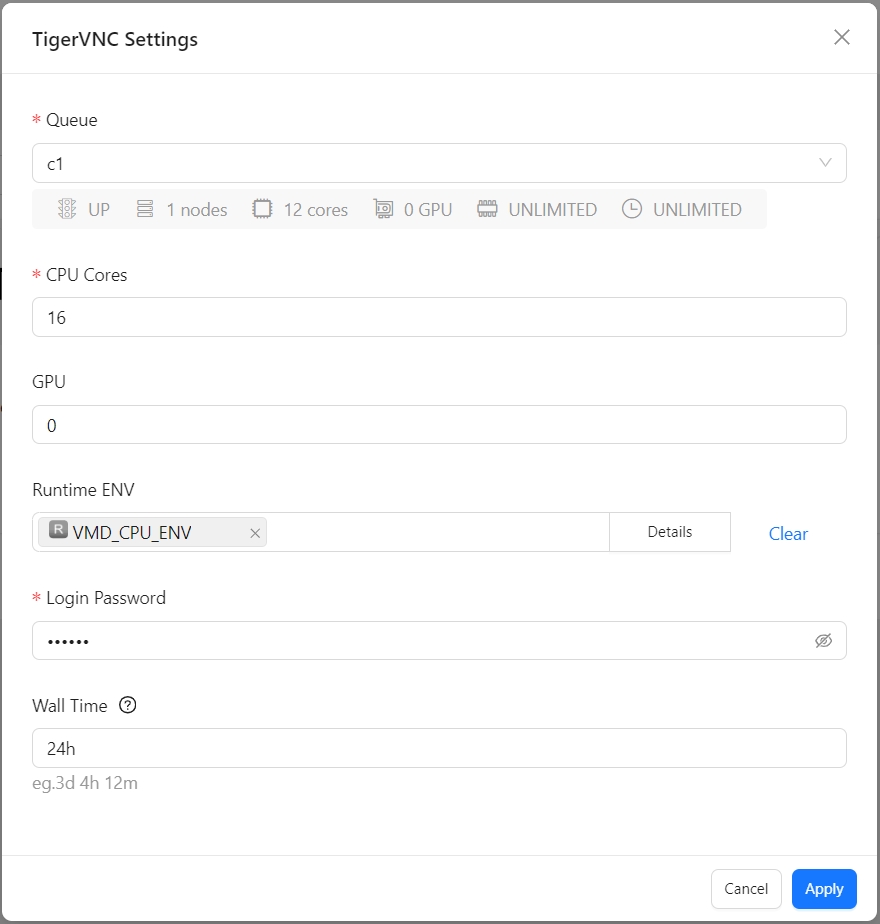 TigerVNC Settings
* Queue
c1
UP 1 nodes 12 cores 0 GPU UNLIMITED UNLIMITED
* CPU Cores
16
GPU
0
Runtime ENV
R VMD_CPU_ENV Details Clear
* Login Password
••••••
Wall Time ?
24h
eg.3d 4h 12m
Cancel Apply